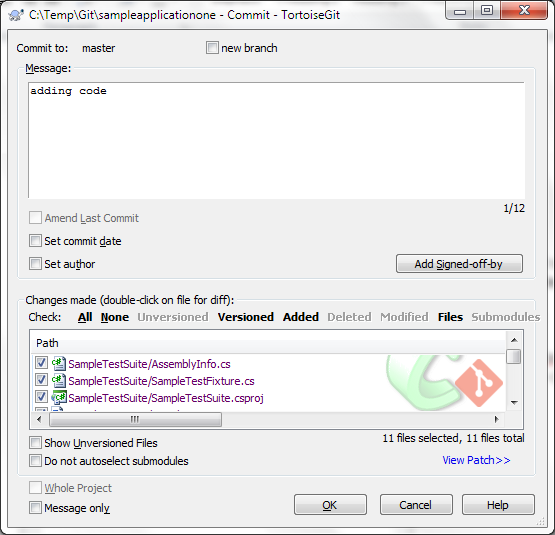 C:\Temp\Git\sampleapplicationone - Commit - TortoiseGit
Commit to: master new branch
Message:
adding code
1/12
Amend Last Commit
Set commit date
Set author
Add Signed-off-by
Changes made (double-click on file for diff):
Check: All None Unversioned Versioned Added Deleted Modified Files Submodules
Path
SampleTestSuite/AssemblyInfo.cs
SampleTestSuite/SampleTestFixture.cs
SampleTestSuite/SampleTestSuite.csproj
Show Unversioned Files
11 files selected, 11 files total
Do not autoselect submodules
View Patch>>
Whole Project
Message only
OK Cancel Help